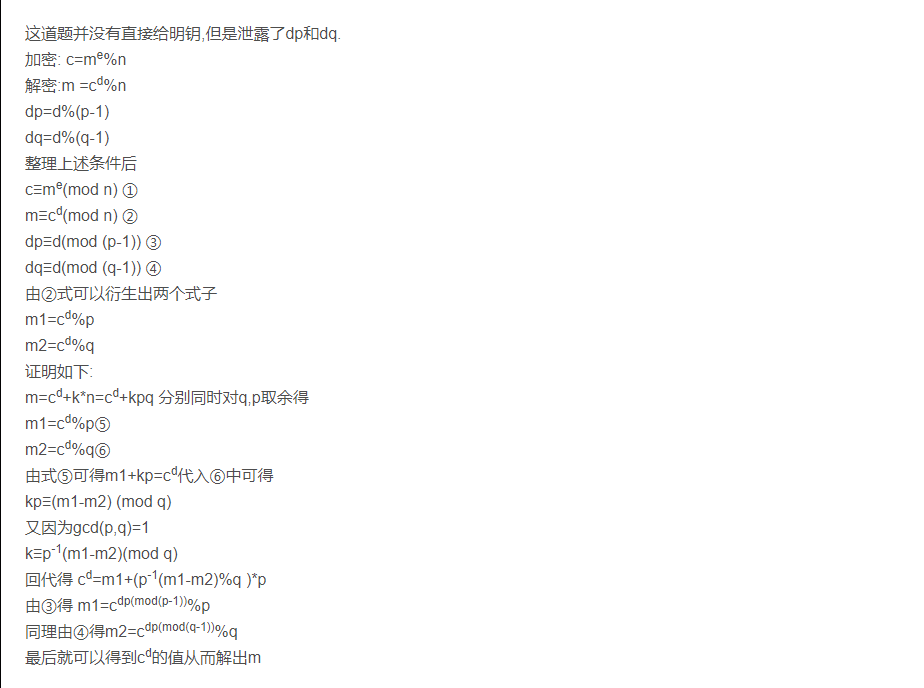 这道题并没有直接给明钥,但是泄露了dp和dq.
加密: c=m^e%n
解密:m =c^d%n
dp=d%(p-1)
dq=d%(q-1)
整理上述条件后
c≡m^e(mod n) ①
m≡c^d(mod n) ②
dp≡d(mod (p-1)) ③
dq≡d(mod (q-1)) ④
由②式可以衍生出两个式子
m1=c^d%p
m2=c^d%q
证明如下:
m=c^d+k*n=c^d+kpq 分别同时对q,p取余得
m1=c^d%p⑤
m2=c^d%q⑥
由式⑤可得m1+kp=c^d代入⑥中可得
kp≡(m1-m2) (mod q)
又因为gcd(p,q)=1
k≡p^-1(m1-m2)(mod q)
回代得 c^d=m1+(p^-1(m1-m2)%q )*p
由③得 m1=c^dp(mod(p-1))%p
同理由④得m2=c^dp(mod(q-1))%q
最后就可以得到c^d的值从而解出m